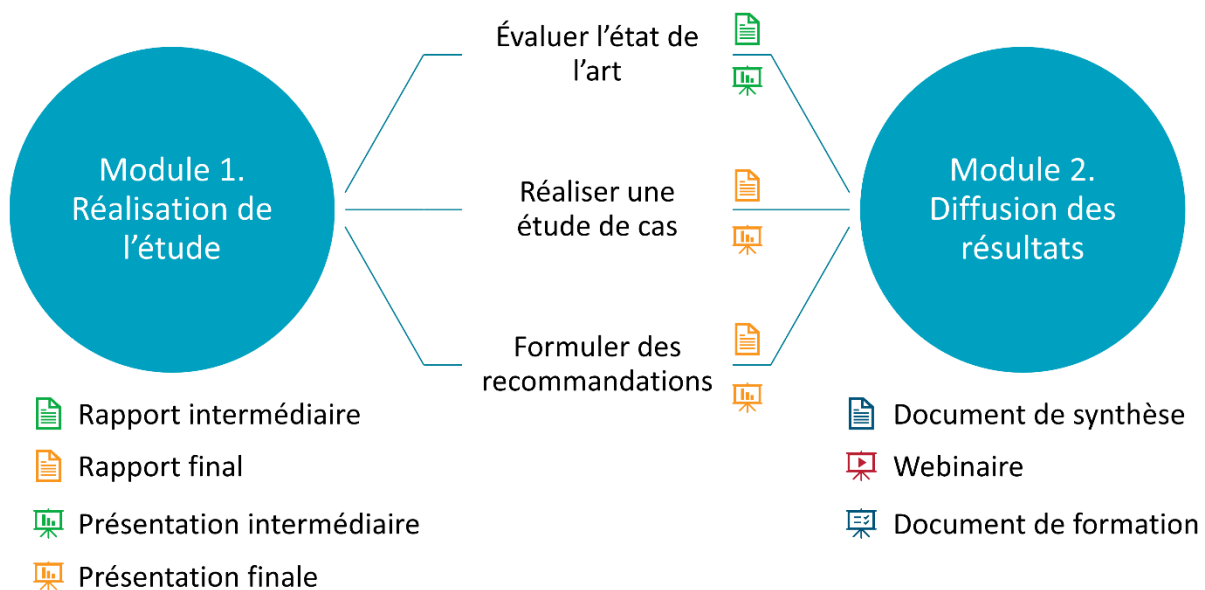 Module 1.
Réalisation de
l’étude
Évaluer l’état de
l’art
Réaliser une
étude de cas
Formuler des
recommandations
Module 2.
Diffusion des
résultats
Rapport intermédiaire
Rapport final
Présentation intermédiaire
Présentation finale
Document de synthèse
Webinaire
Document de formation